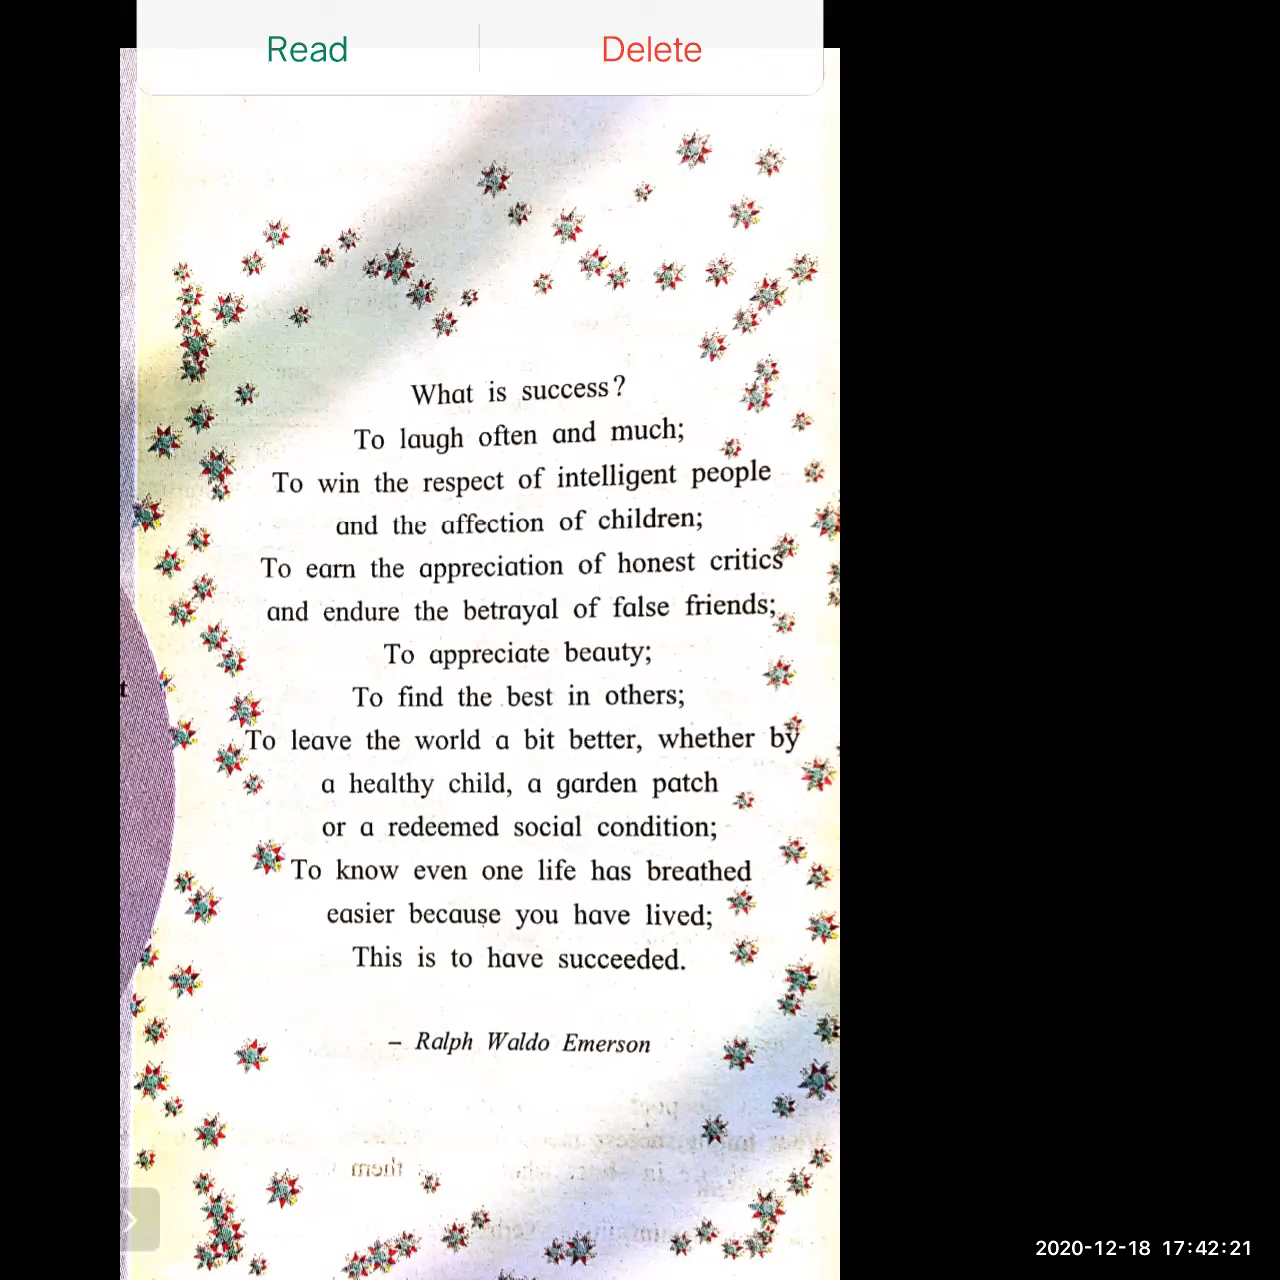 Read Delete
What is success?
To laugh often and much;
To win the respect of intelligent people
and the affection of children;
To earn the appreciation of honest critics
and endure the betrayal of false friends;
To appreciate beauty;
To find the best in others;
To leave the world a bit better, whether by
a healthy child, a garden patch
or a redeemed social condition;
To know even one life has breathed
easier because you have lived;
This is to have succeeded.
– Ralph Waldo Emerson
2020-12-18 17:42:21